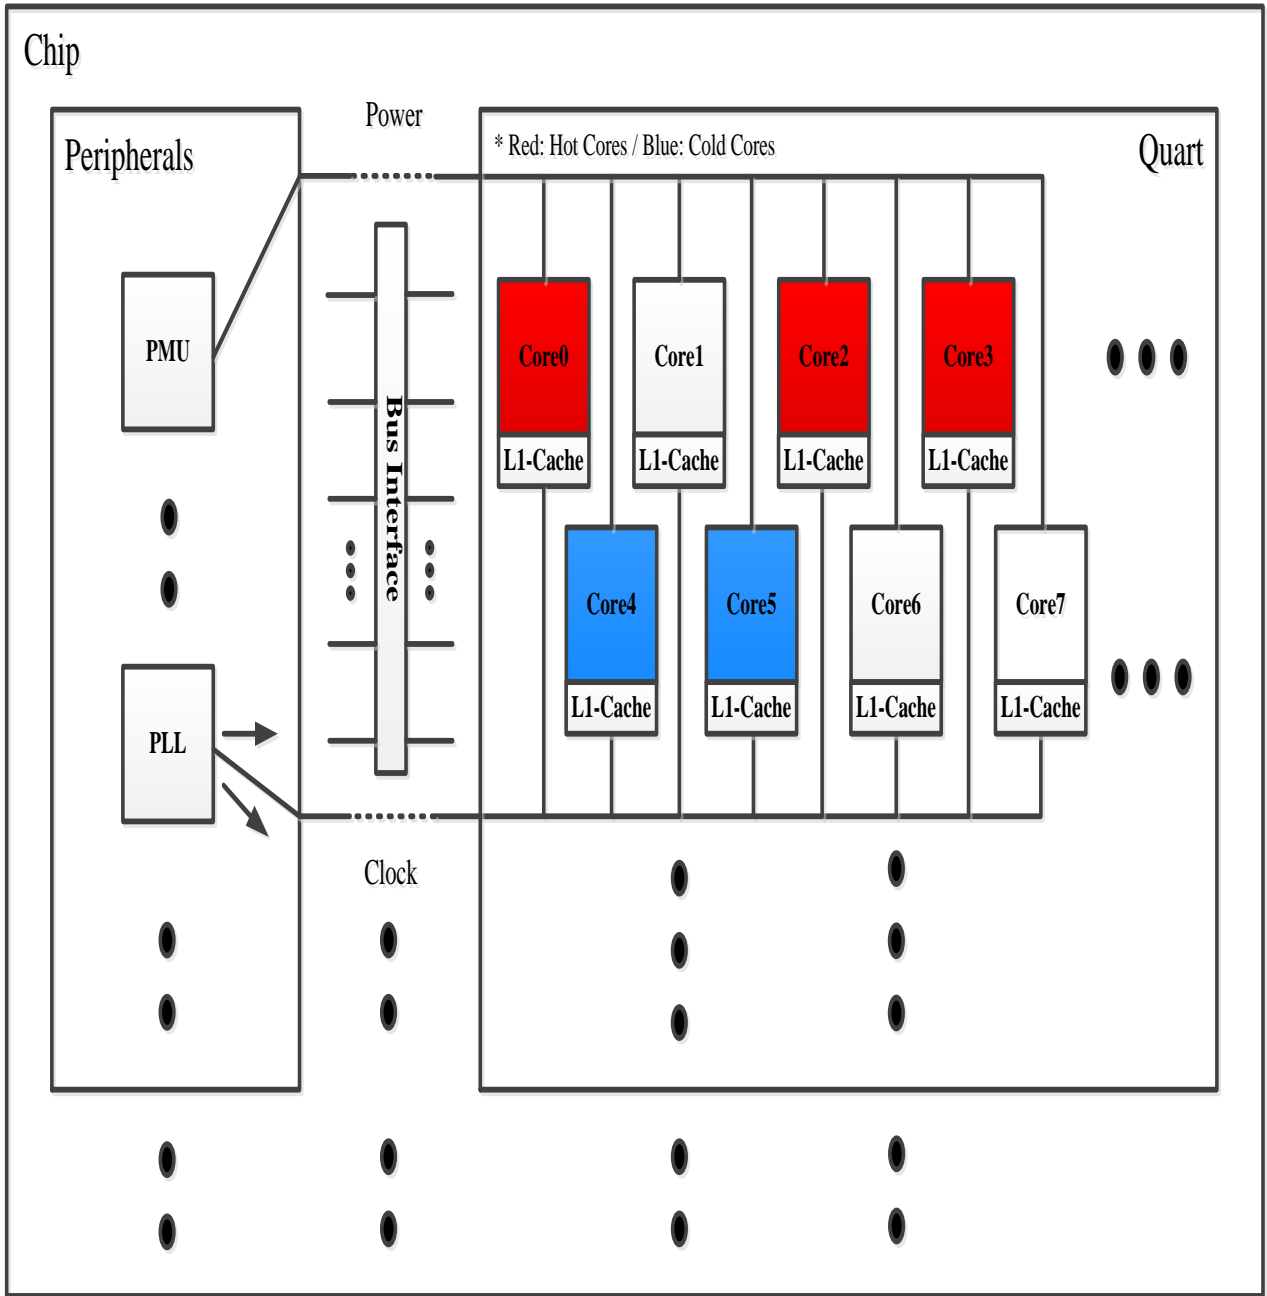 Chip
Power
Peripherals
* Red: Hot Cores / Blue: Cold Cores
Quart
PMU
Bus Interface
Core0
Core1
Core2
Core3
L1-Cache
L1-Cache
L1-Cache
L1-Cache
Core4
Core5
Core6
Core7
L1-Cache
L1-Cache
L1-Cache
L1-Cache
PLL
Clock